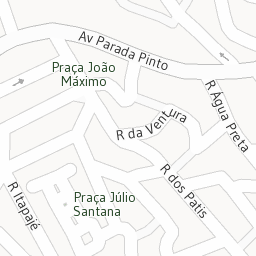 Av Parada Pinto
Praça João
Máximo
R Água Preta
R da Ventura
R dos Patis
R Itapajé
Praça Júlio
Santana